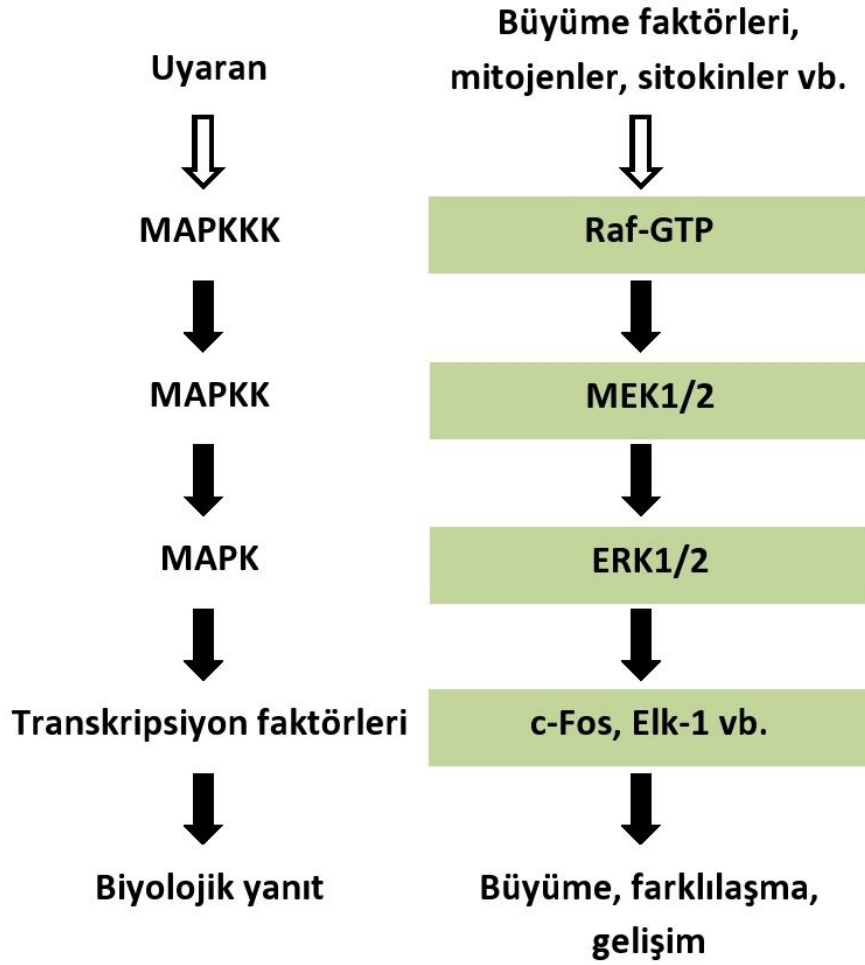 Uyaran
Büyüme faktörleri,
mitojenler, sitokinler vb.
MAPKKK
Raf-GTP
MAPKK
MEK1/2
MAPK
ERK1/2
Transkripsiyon faktörleri
c-Fos, Elk-1 vb.
Biyolojik yanıt
Büyüme, farklılaşma,
gelişim